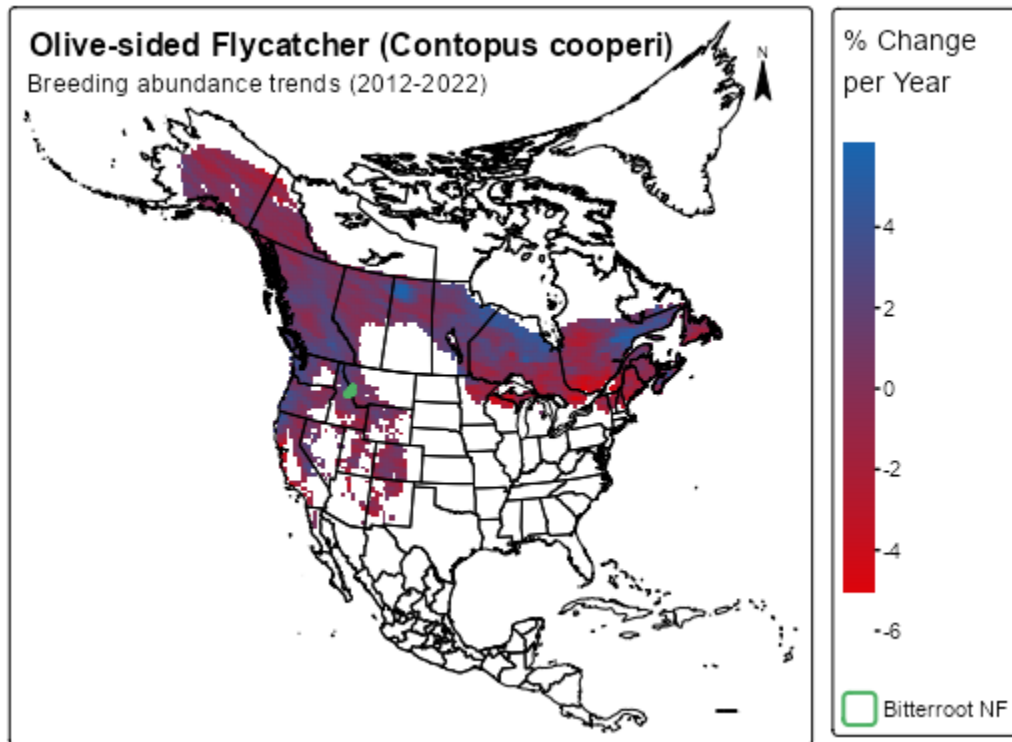 Olive-sided Flycatcher (Contopus cooperi)
Breeding abundance trends (2012-2022)
N
% Change
per Year
4
2
0
-2
-4
-6
Bitterroot NF